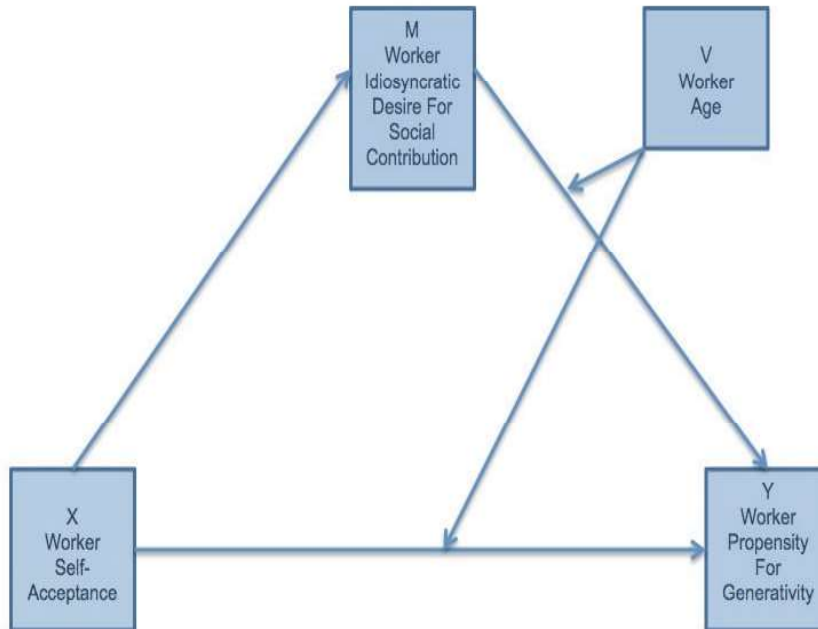 M
Worker
Idiosyncratic
Desire For
Social
Contribution
V
Worker
Age
X
Worker
Self-
Acceptance
Y
Worker
Propensity
For
Generativity